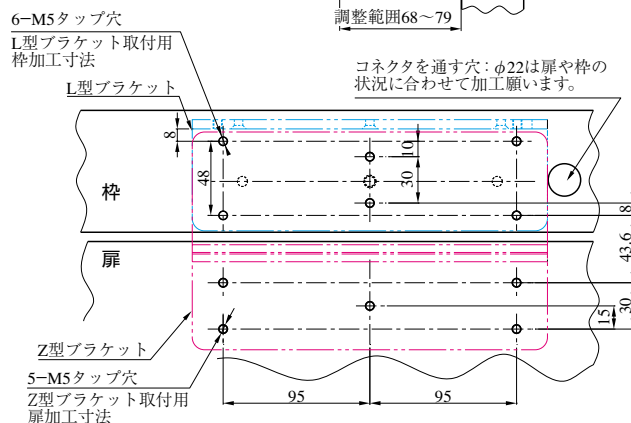 調整範囲68〜79
6−M5タップ穴
L型ブラケット取付用
枠加工寸法
コネクタを通す穴：φ22は扉や枠の
状況に合わせて加工願います。
L型ブラケット
8
10
48
30
枠
8
扉
43.6
30
15
Z型ブラケット
5−M5タップ穴
Z型ブラケット取付用
扉加工寸法
95
95